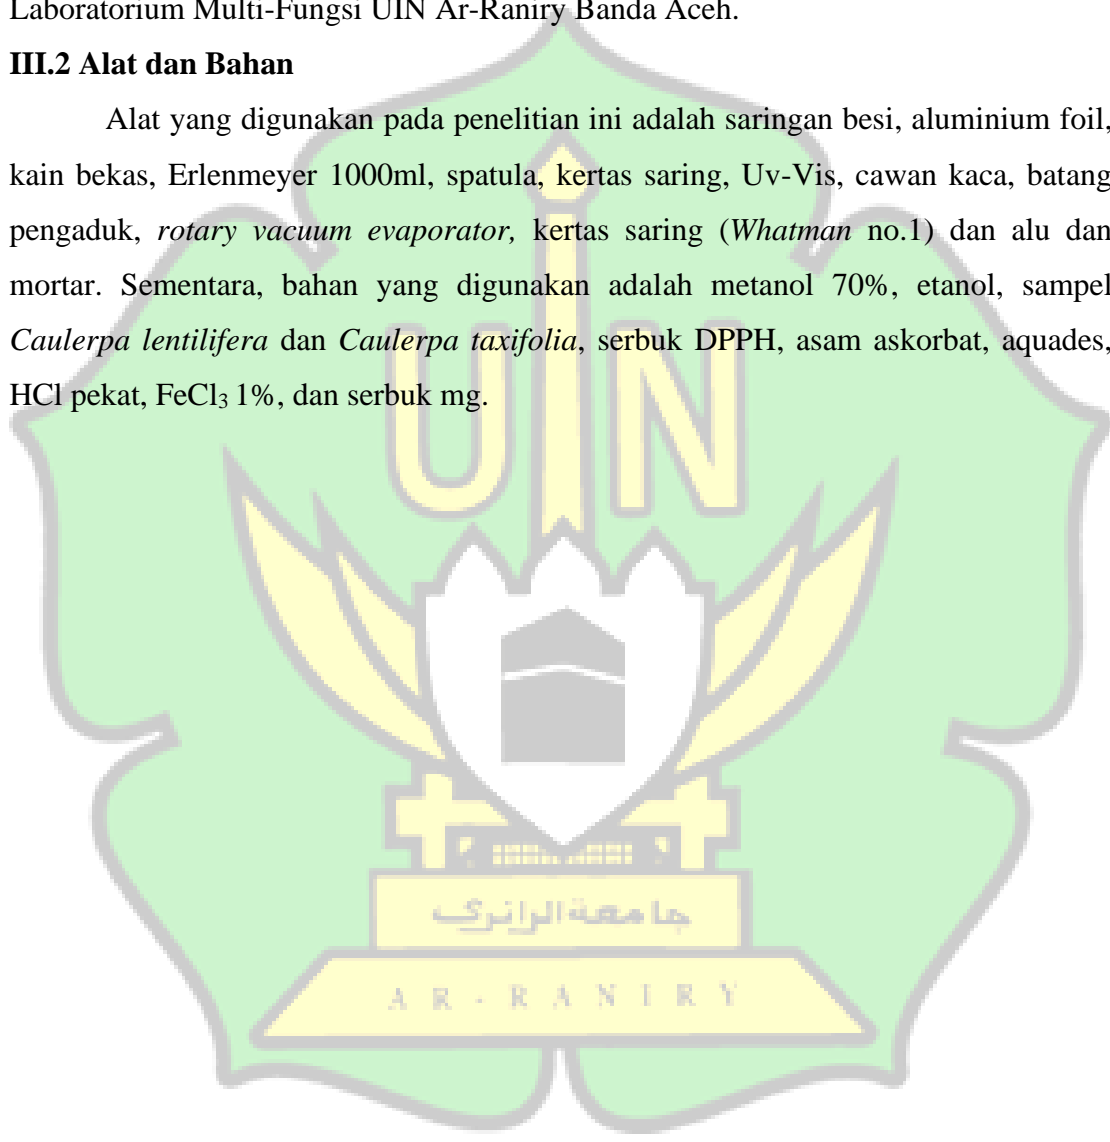 Laboratorium Multi-Fungsi UIN Ar-Raniry Banda Aceh.
III.2 Alat dan Bahan
Alat yang digunakan pada penelitian ini adalah saringan besi, aluminium foil,
kain bekas, Erlenmeyer 1000ml, spatula, kertas saring, Uv-Vis, cawan kaca, batang
pengaduk, rotary vacuum evaporator, kertas saring (Whatman no.1) dan alu dan
mortar. Sementara, bahan yang digunakan adalah metanol 70%, etanol, sampel
Caulerpa lentilifera dan Caulerpa taxifolia, serbuk DPPH, asam askorbat, aquades,
HCl pekat, FeCl₃ 1%, dan serbuk mg.
UIN
جامعة الرانري
AR-RANIRY